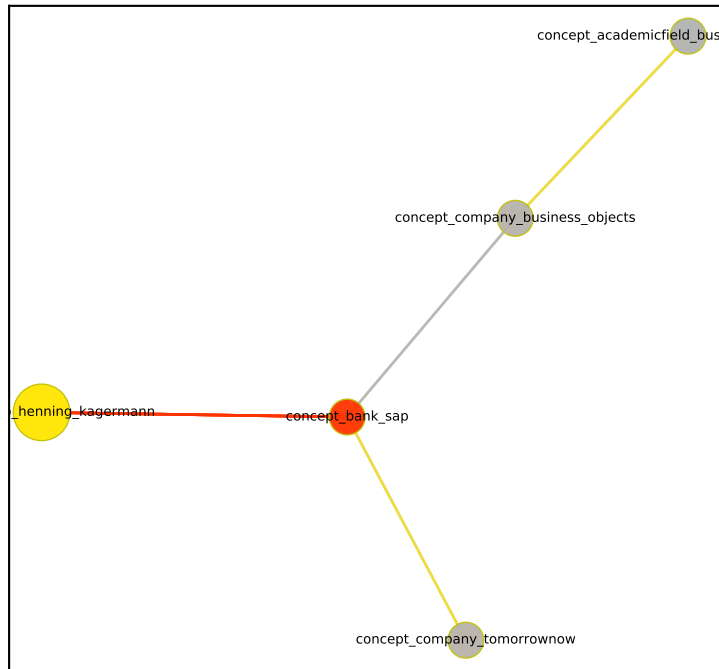 concept_academicfield_bus
concept_company_business_objects
_henning_kagermann
concept_bank_sap
concept_company_tomorrownow